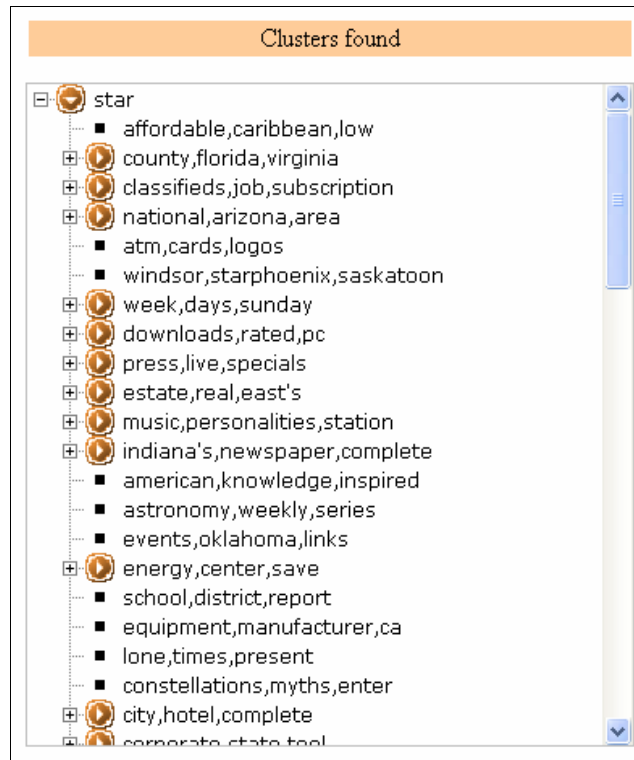 Clusters found
star
affordable,caribbean,low
county,florida,virginia
classifieds,job,subscription
national,arizona,area
atm,cards,logos
windsor,starphoenix,saskatoon
week,days,sunday
downloads,rated,pc
press,live,specials
estate,real,east's
music,personalities,station
indiana's,newspaper,complete
american,knowledge,inspired
astronomy,weekly,series
events,oklahoma,links
energy,center,save
school,district,report
equipment,manufacturer,ca
lone,times,present
constellations,myths,enter
city,hotel,complete
corporate,state,tool